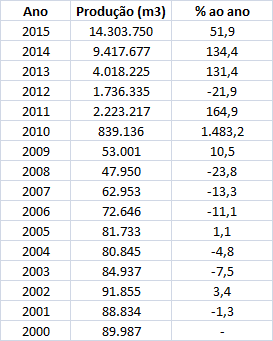 Ano Produção (m3) % ao ano
2015 14.303.750 51,9
2014 9.417.677 134,4
2013 4.018.225 131,4
2012 1.736.335 -21,9
2011 2.223.217 164,9
2010 839.136 1.483,2
2009 53.001 10,5
2008 47.950 -23,8
2007 62.953 -13,3
2006 72.646 -11,1
2005 81.733 1,1
2004 80.845 -4,8
2003 84.937 -7,5
2002 91.855 3,4
2001 88.834 -1,3
2000 89.987 -